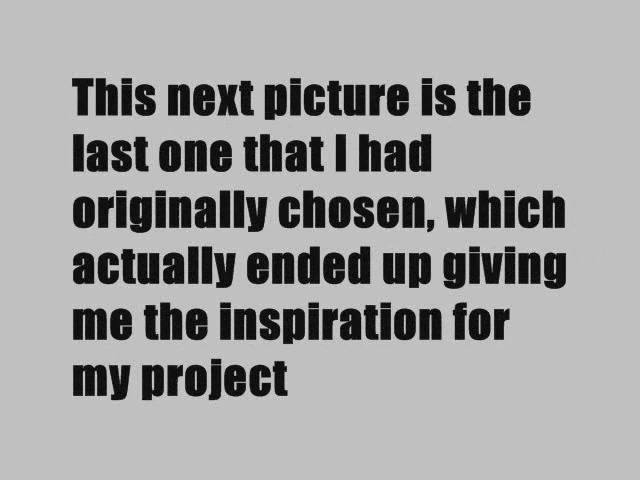 This next picture is the
last one that I had
originally chosen, which
actually ended up giving
me the inspiration for
my project